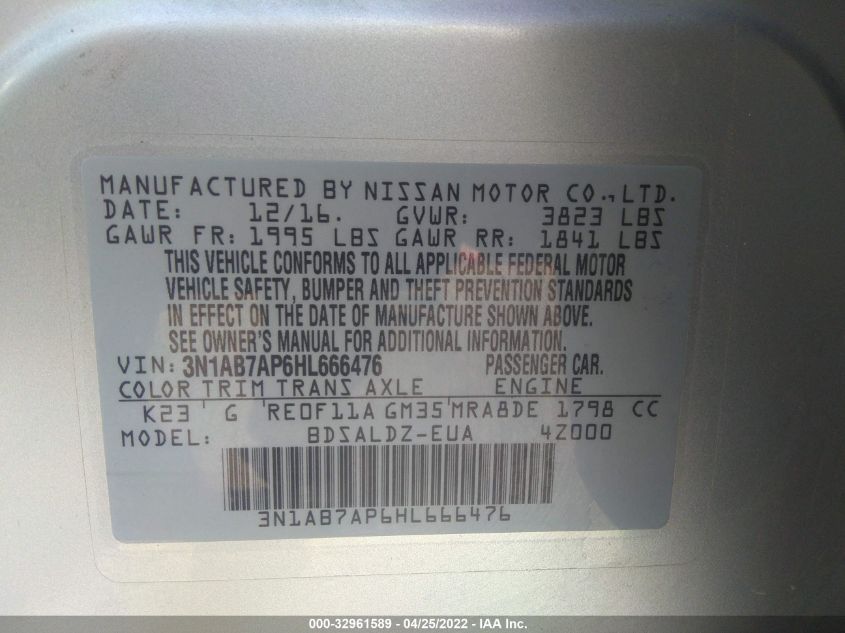 MANUFACTURED BY NISSAN MOTOR CO., LTD.
DATE: 12/16. GVWR: 3823 LBS
GAWR FR: 1995 LBS GAWR RR: 1841 LBS
THIS VEHICLE CONFORMS TO ALL APPLICABLE FEDERAL MOTOR
VEHICLE SAFETY, BUMPER AND THEFT PREVENTION STANDARDS
IN EFFECT ON THE DATE OF MANUFACTURE SHOWN ABOVE.
SEE OWNER'S MANUAL FOR ADDITIONAL INFORMATION.
VIN: 3N1AB7AP6HL666476 PASSENGER CAR.
COLOR TRIM TRANS AXLE ENGINE
K23 G RE0F11A GM35 MRA8DE 1798 CC
MODEL: BDSALDZ-EUA 4Z000
3N1AB7AP6HL666476
000-32961589 - 04/25/2022 - IAA Inc.